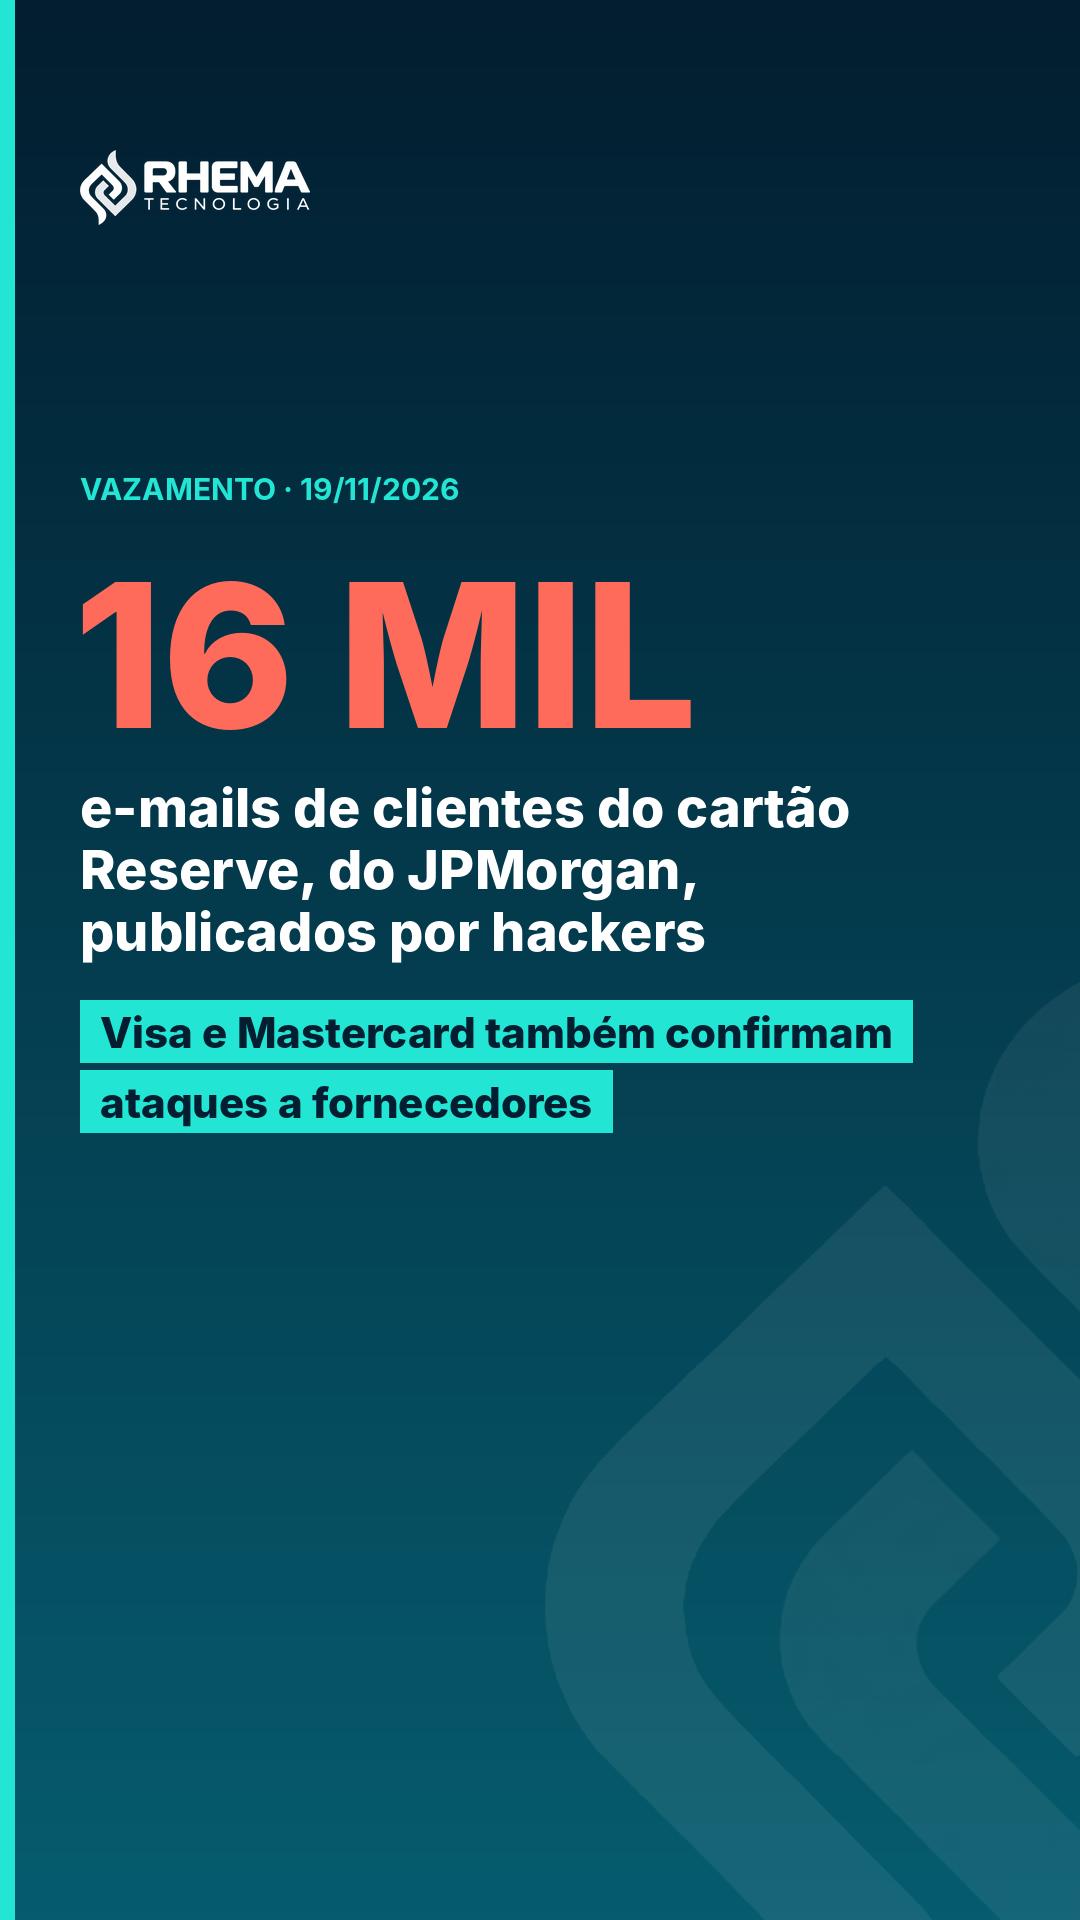 RHEMA
TECNOLOGIA
VAZAMENTO · 19/11/2026
16 MIL
e-mails de clientes do cartão
Reserve, do JPMorgan,
publicados por hackers
Visa e Mastercard também confirmam
ataques a fornecedores